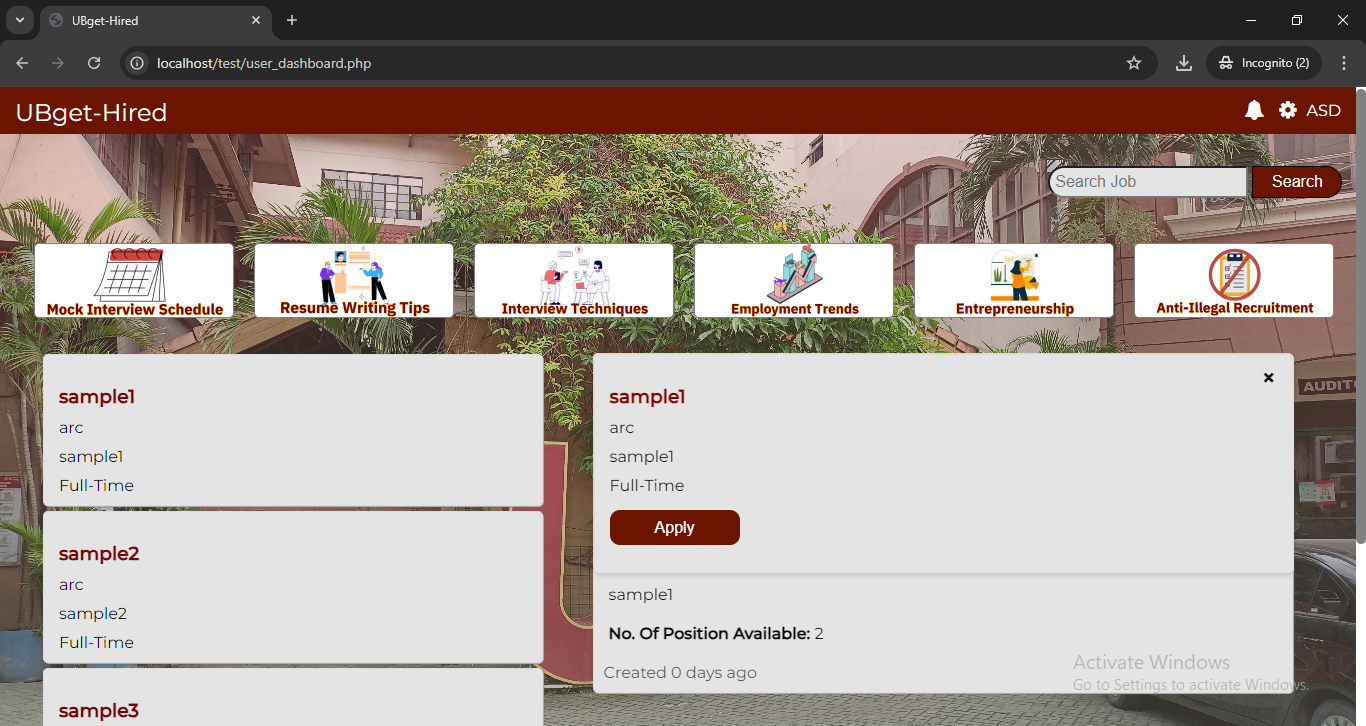 UBget-Hired
localhost/test/user_dashboard.php
Incognito (2)
UBget-Hired
ASD
Search Job
Search
Mock Interview Schedule
Resume Writing Tips
Interview Techniques
Employment Trends
Entrepreneurship
Anti-Illegal Recruitment
sample1
arc
sample1
Full-Time
sample2
arc
sample2
Full-Time
sample3
sample1
arc
sample1
Full-Time
Apply
sample1
No. Of Position Available: 2
Created 0 days ago
AUDIT
Activate Windows
Go to Settings to activate Windows.